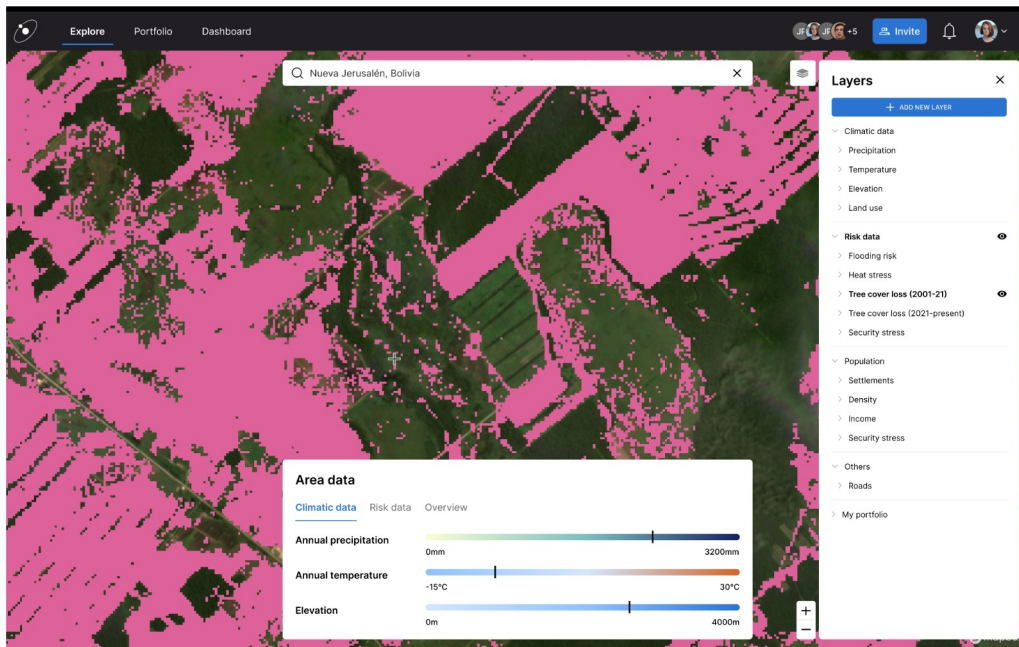 Explore Portfolio Dashboard
JF JF +5 Invite
Nueva Jerusalén, Bolivia
Layers
ADD NEW LAYER
Climatic data
Precipitation
Temperature
Elevation
Land use
Risk data
Flooding risk
Heat stress
Tree cover loss (2001-21)
Tree cover loss (2021-present)
Security stress
Population
Settlements
Density
Income
Security stress
Others
Roads
My portfolio
Area data
Climatic data Risk data Overview
Annual precipitation
0mm 3200mm
Annual temperature
-15°C 30°C
Elevation
0m 4000m